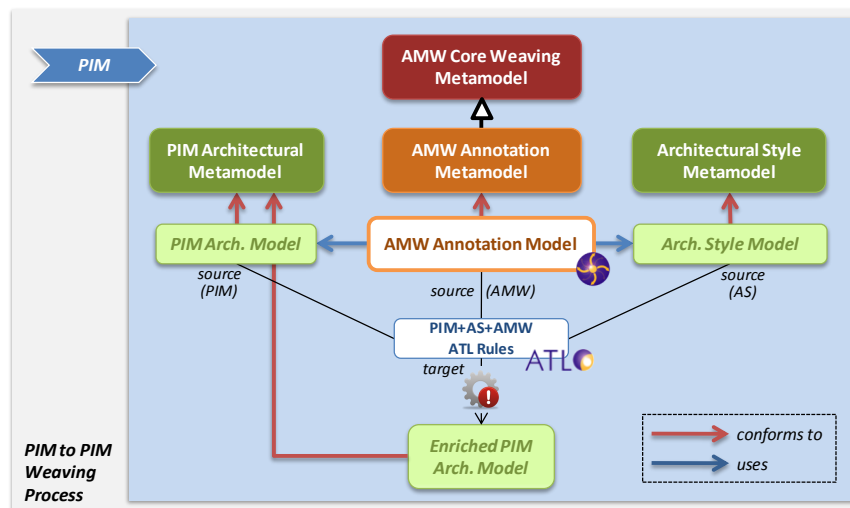 PIM
AMW Core Weaving
Metamodel
PIM Architectural
Metamodel
AMW Annotation
Metamodel
Architectural Style
Metamodel
PIM Arch. Model
AMW Annotation Model
Arch. Style Model
source
(PIM)
source (AMW)
source
(AS)
PIM+AS+AMW
ATL Rules
ATL
target
!
Enriched PIM
Arch. Model
conforms to
uses
PIM to PIM
Weaving
Process